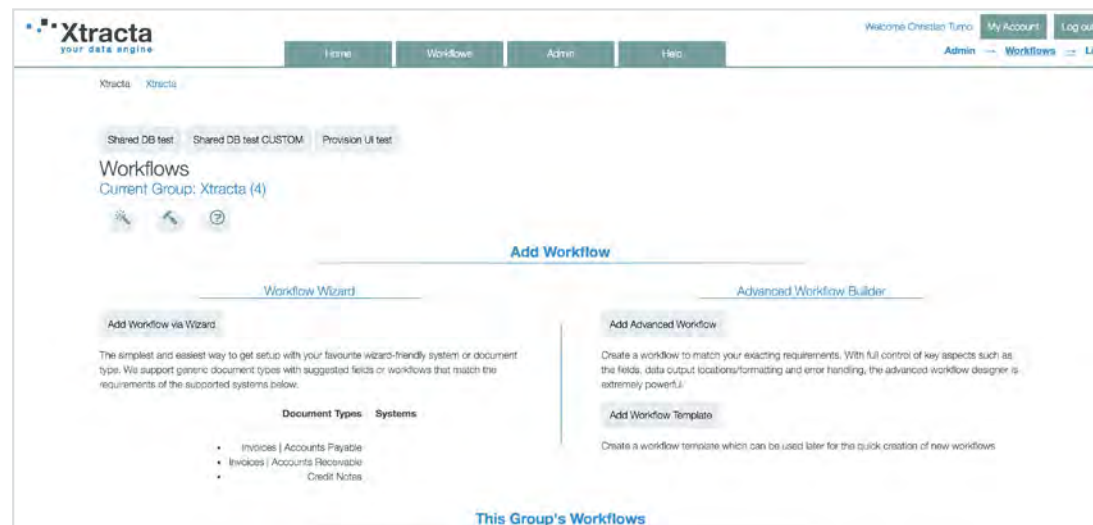 Xtracta
your data engine
Welcome Christian Turno My Account Log out
Home Workflows Admin Help
Admin → Workflows →
Xtracta Xtracta
Shared DB test Shared DB test CUSTOM Provision UI test
Workflows
Current Group: Xtracta (4)
Add Workflow
Workflow Wizard
Add Workflow via Wizard
The simplest and easiest way to get setup with your favourite wizard-friendly system or document
type. We support generic document types with suggested fields or workflows that match the
requirements of the supported systems below.
Document Types Systems
• Invoices | Accounts Payable
• Invoices | Accounts Receivable
• Credit Notes
Advanced Workflow Builder
Add Advanced Workflow
Create a workflow to match your exacting requirements. With full control of key aspects such as
the fields, data output locations/formatting and error handling, the advanced workflow designer is
extremely powerful.
Add Workflow Template
Create a workflow template which can be used later for the quick creation of new workflows
This Group's Workflows